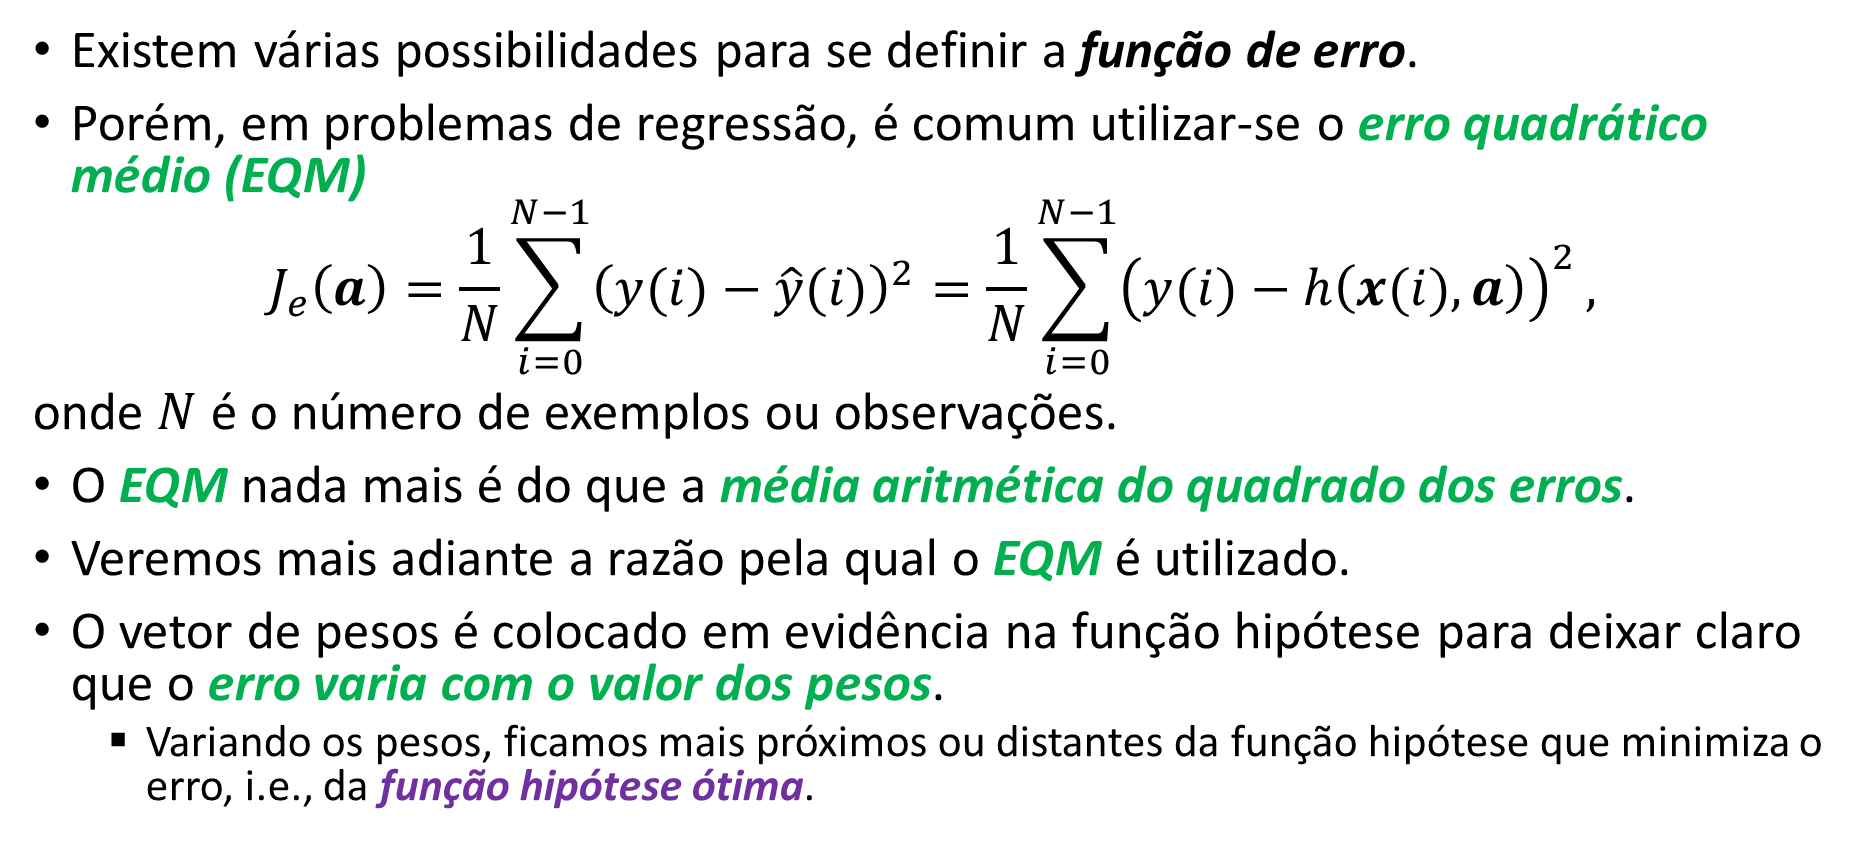 • Existem várias possibilidades para se definir a função de erro.
• Porém, em problemas de regressão, é comum utilizar-se o erro quadrático
médio (EQM)
J_e(a) = \frac{1}{N} \sum_{i=0}^{N-1} (y(i) − ŷ(i))^2 = \frac{1}{N} \sum_{i=0}^{N-1} (y(i) − h(x(i), a))^2 ,
onde N é o número de exemplos ou observações.
• O EQM nada mais é do que a média aritmética do quadrado dos erros.
• Veremos mais adiante a razão pela qual o EQM é utilizado.
• O vetor de pesos é colocado em evidência na função hipótese para deixar claro
que o erro varia com o valor dos pesos.
▪ Variando os pesos, ficamos mais próximos ou distantes da função hipótese que minimiza o
erro, i.e., da função hipótese ótima.